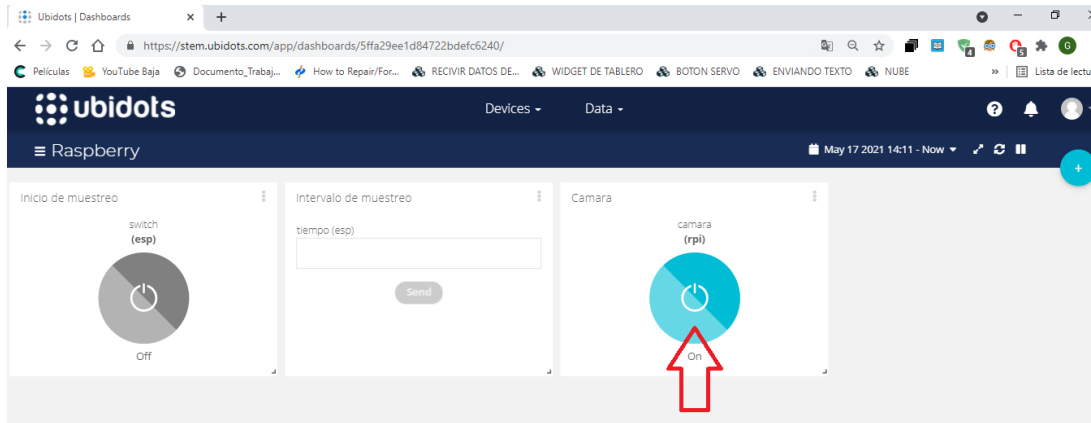 Ubidots | Dashboards
https://stem.ubidots.com/app/dashboards/5ffa29ee1d84722bdefc6240/
4
5
G
Películas YouTube Baja Documento_Trabaj... How to Repair/For... RECIVIR DATOS DE... WIDGET DE TABLERO BOTON SERVO ENVIANDO TEXTO NUBE » Lista de lectu
ubidots Devices Data
Raspberry May 17 2021 14:11 - Now
Inicio de muestreo
switch
(esp)
Off
Intervalo de muestreo
tiempo (esp)
Send
Camara
camara
(rpi)
On